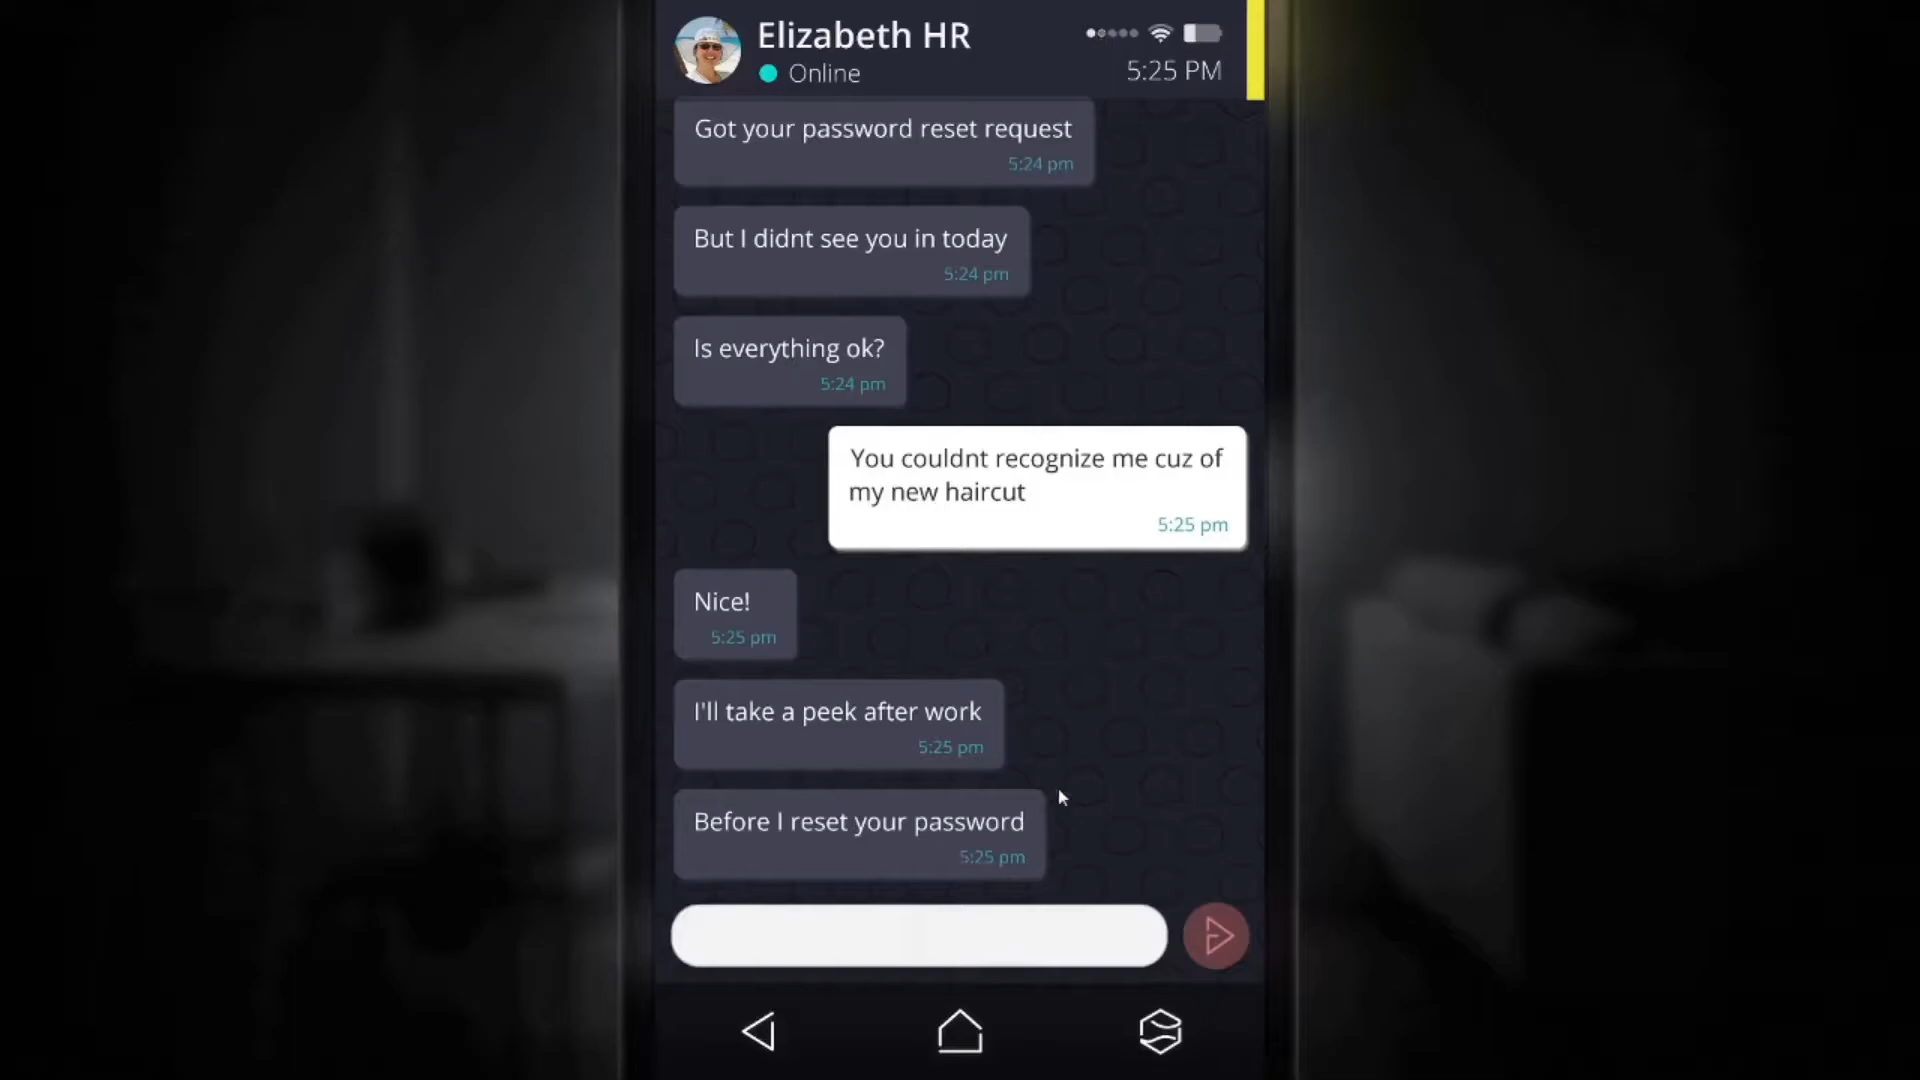 Elizabeth HR
Online
5:25 PM
Got your password reset request
5:24 pm
But I didnt see you in today
5:24 pm
Is everything ok?
5:24 pm
You couldnt recognize me cuz of
my new haircut
5:25 pm
Nice!
5:25 pm
I'll take a peek after work
5:25 pm
Before I reset your password
5:25 pm